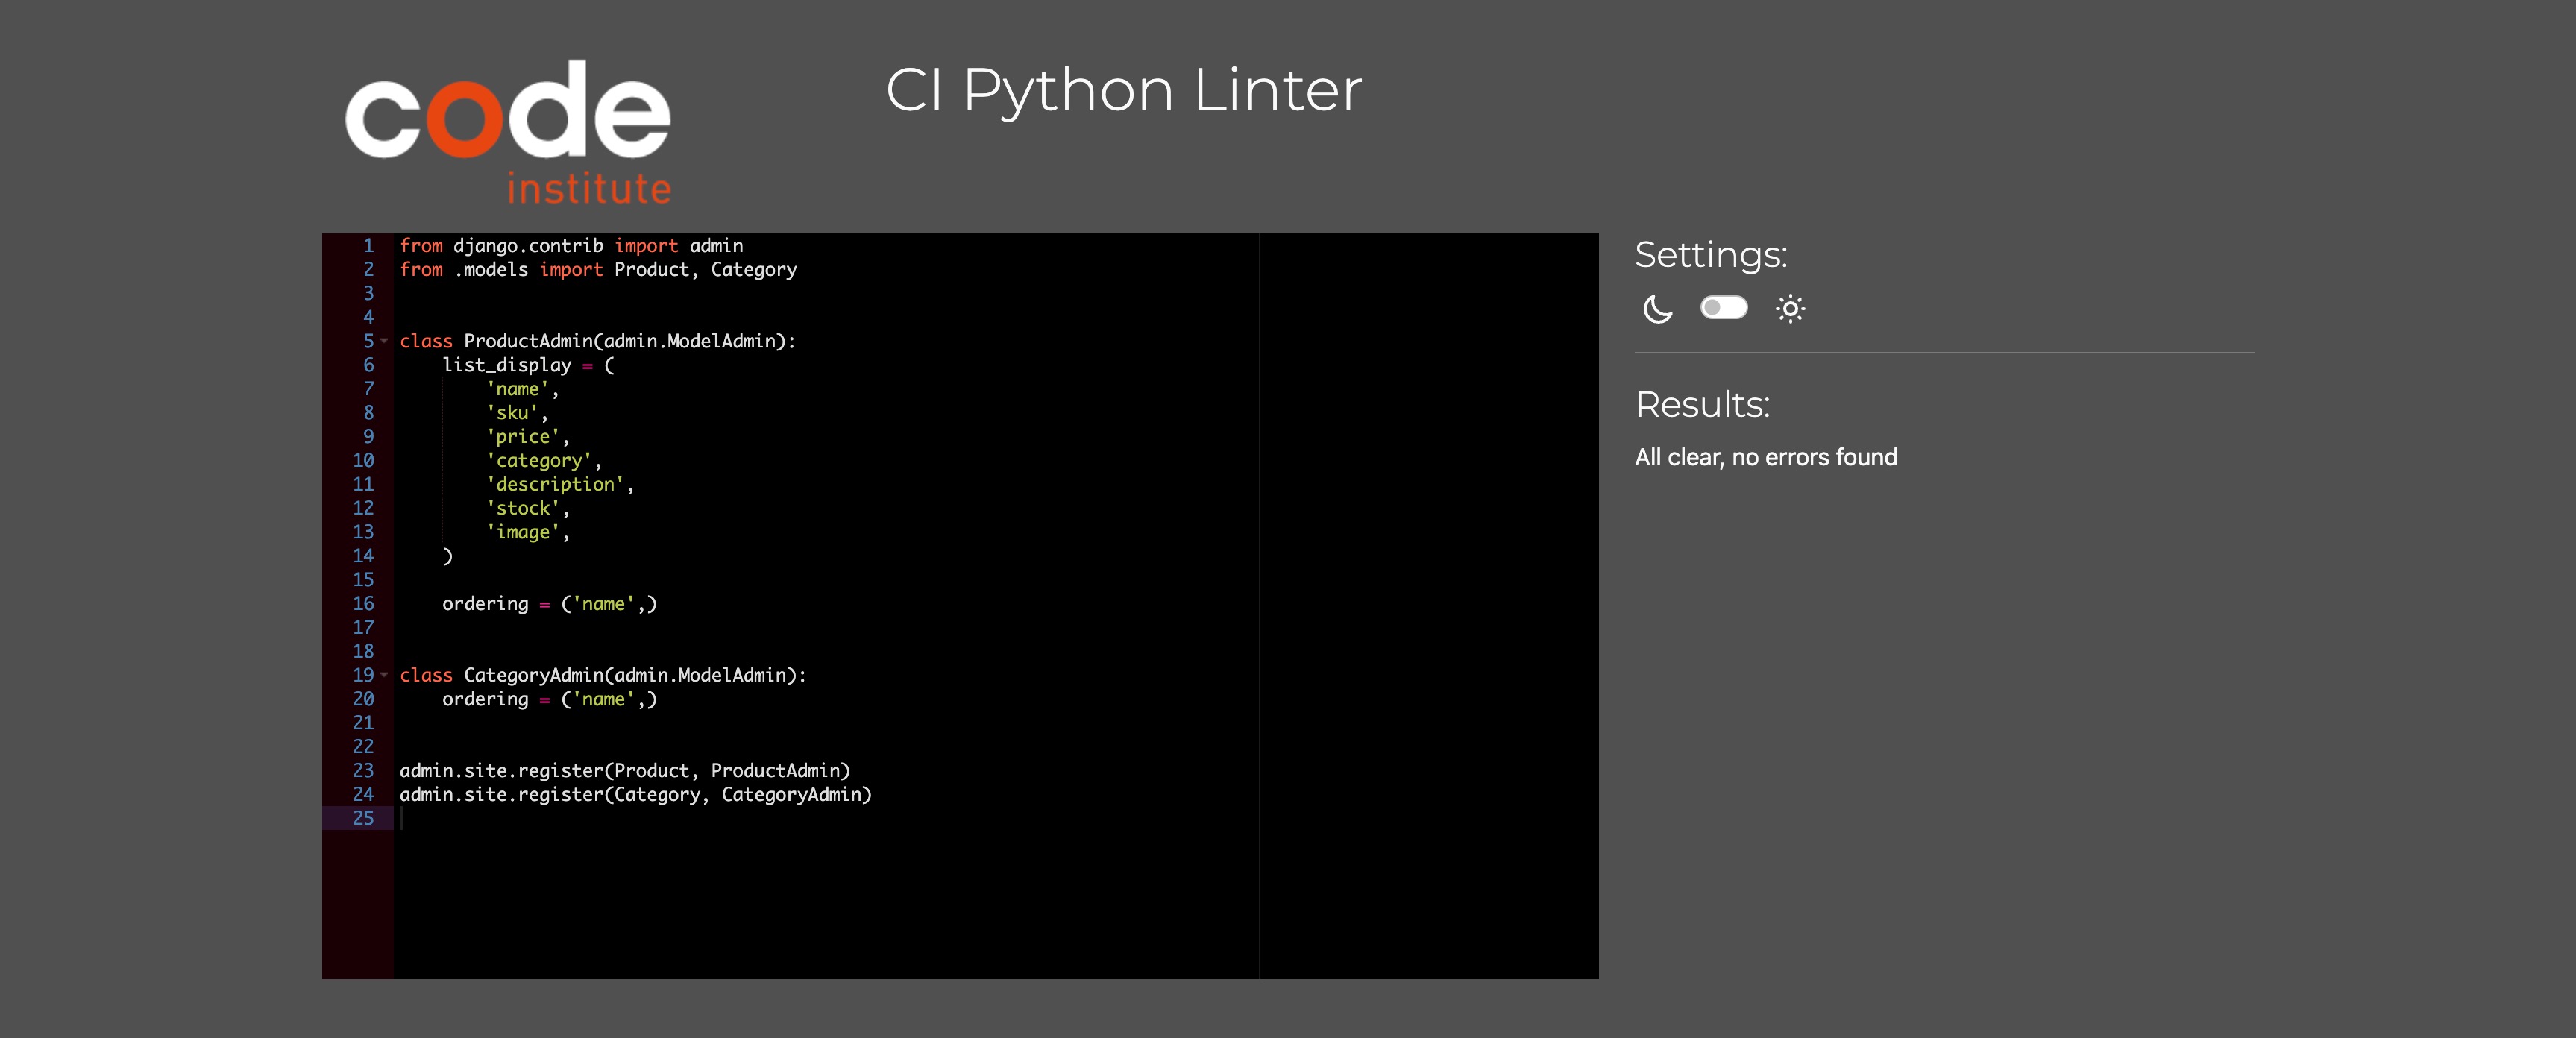 code
institute
CI Python Linter
1 from django.contrib import admin
2 from .models import Product, Category
3
4
5 class ProductAdmin(admin.ModelAdmin):
6     list_display = (
7         'name',
8         'sku',
9         'price',
10         'category',
11         'description',
12         'stock',
13         'image',
14     )
15
16     ordering = ('name',)
17
18
19 class CategoryAdmin(admin.ModelAdmin):
20     ordering = ('name',)
21
22
23 admin.site.register(Product, ProductAdmin)
24 admin.site.register(Category, CategoryAdmin)
25
Settings:
Results:
All clear, no errors found